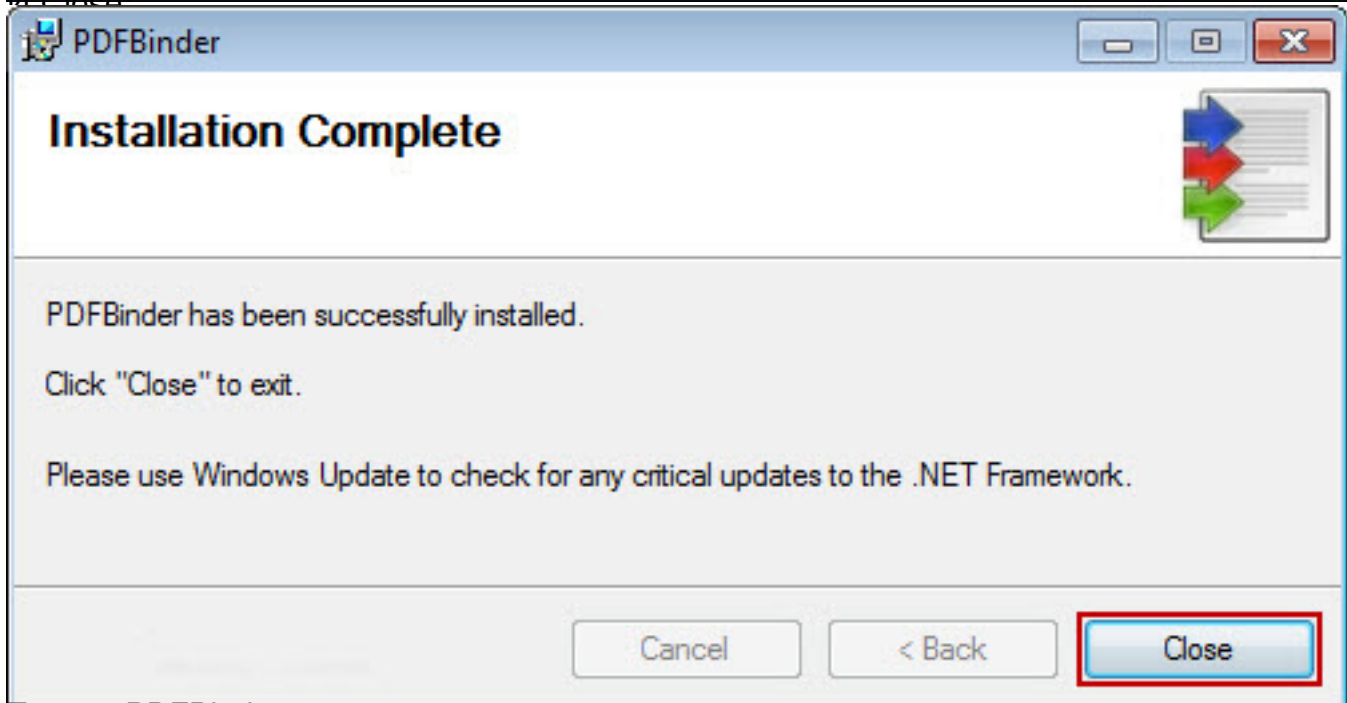 PDFBinder
Installation Complete
PDFBinder has been successfully installed.
Click "Close" to exit.
Please use Windows Update to check for any critical updates to the .NET Framework.
Cancel
< Back
Close